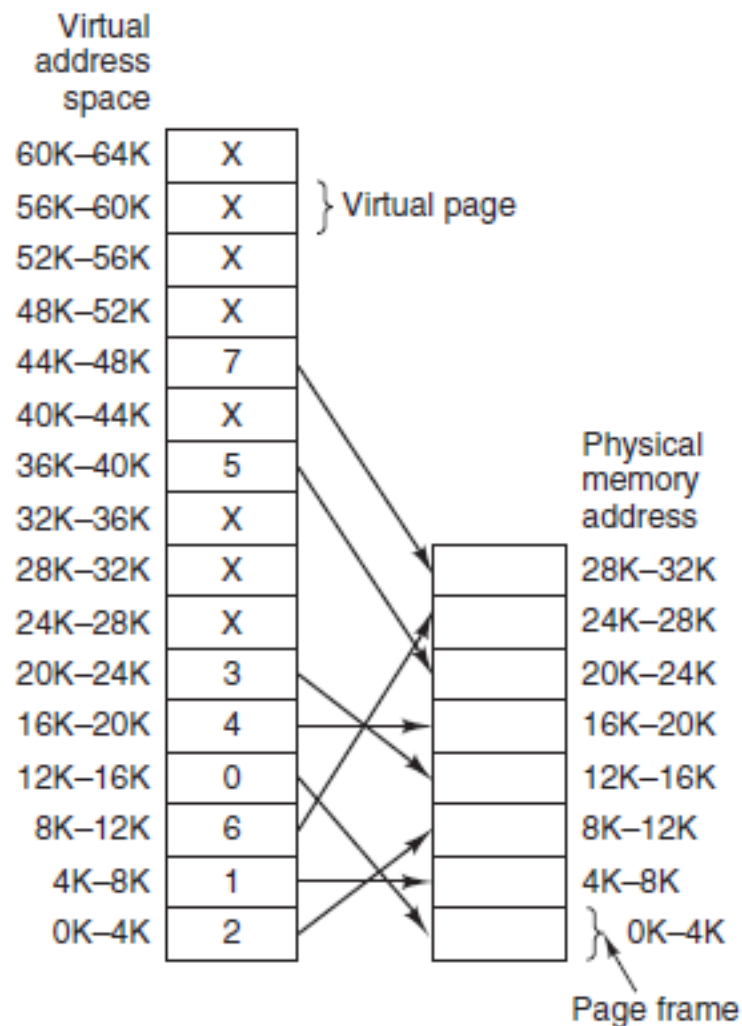 Virtual
address
space
60K–64K X
56K–60K X Virtual page
52K–56K X
48K–52K X
44K–48K 7
40K–44K X
36K–40K 5
32K–36K X
28K–32K X
24K–28K X
20K–24K 3
16K–20K 4
12K–16K 0
8K–12K 6
4K–8K 1
0K–4K 2
Physical
memory
address
28K–32K
24K–28K
20K–24K
16K–20K
12K–16K
8K–12K
4K–8K
0K–4K
Page frame